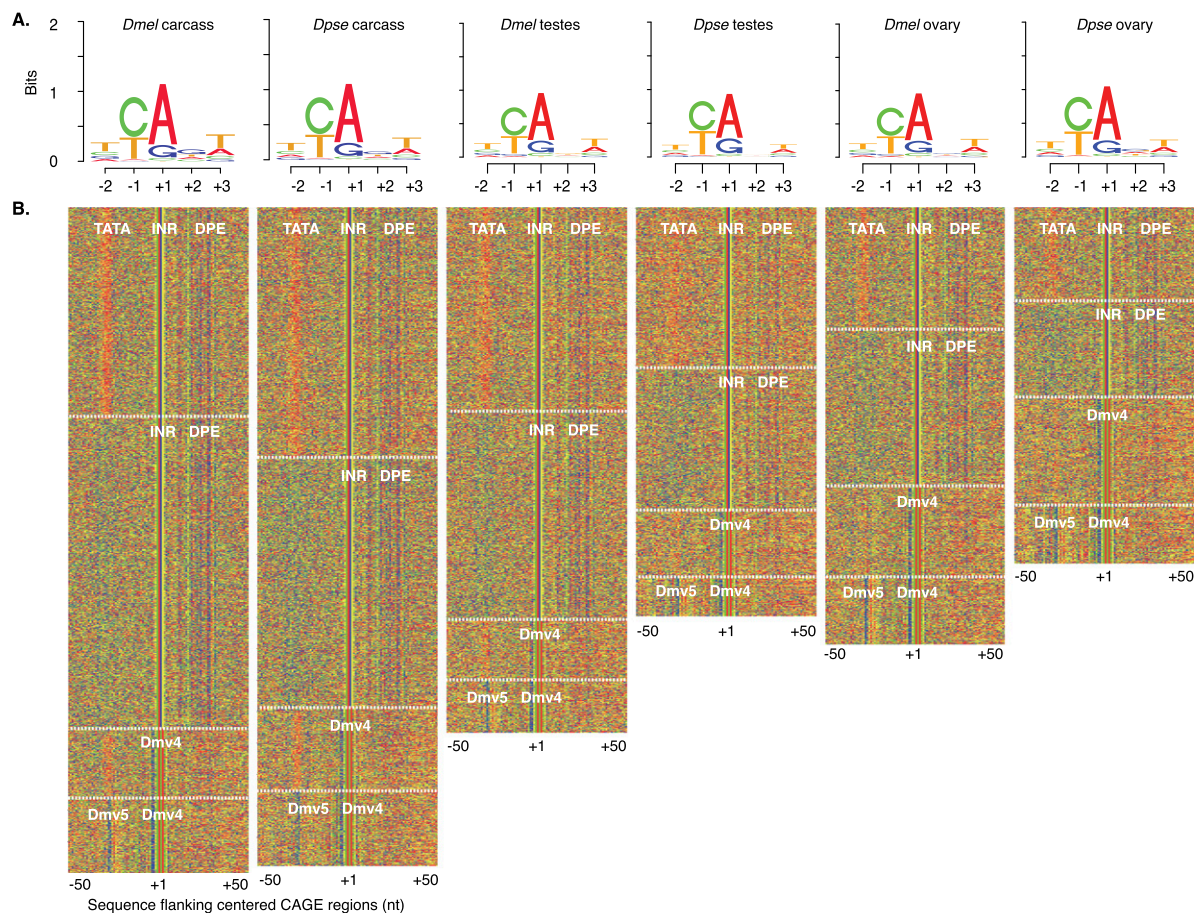 A.
Dmel carcass
Dpse carcass
Dmel testes
Dpse testes
Dmel ovary
Dpse ovary
2
1
0
Bits
T C A T
T G A
-2 -1 +1 +2 +3
C A
T G T A
-2 -1 +1 +2 +3
C A
T G T A
-2 -1 +1 +2 +3
C A
T G T A
-2 -1 +1 +2 +3
C A
T G T A
-2 -1 +1 +2 +3
C A
T G T A
-2 -1 +1 +2 +3
B.
TATA INR DPE
INR DPE
Dmv4
Dmv5 Dmv4
-50 +1 +50
TATA INR DPE
INR DPE
Dmv4
Dmv5 Dmv4
-50 +1 +50
TATA INR DPE
INR DPE
Dmv4
Dmv5 Dmv4
-50 +1 +50
TATA INR DPE
INR DPE
Dmv4
Dmv5 Dmv4
-50 +1 +50
TATA INR DPE
INR DPE
Dmv4
Dmv5 Dmv4
-50 +1 +50
TATA INR DPE
INR DPE
Dmv4
Dmv5 Dmv4
-50 +1 +50
Sequence flanking centered CAGE regions (nt)